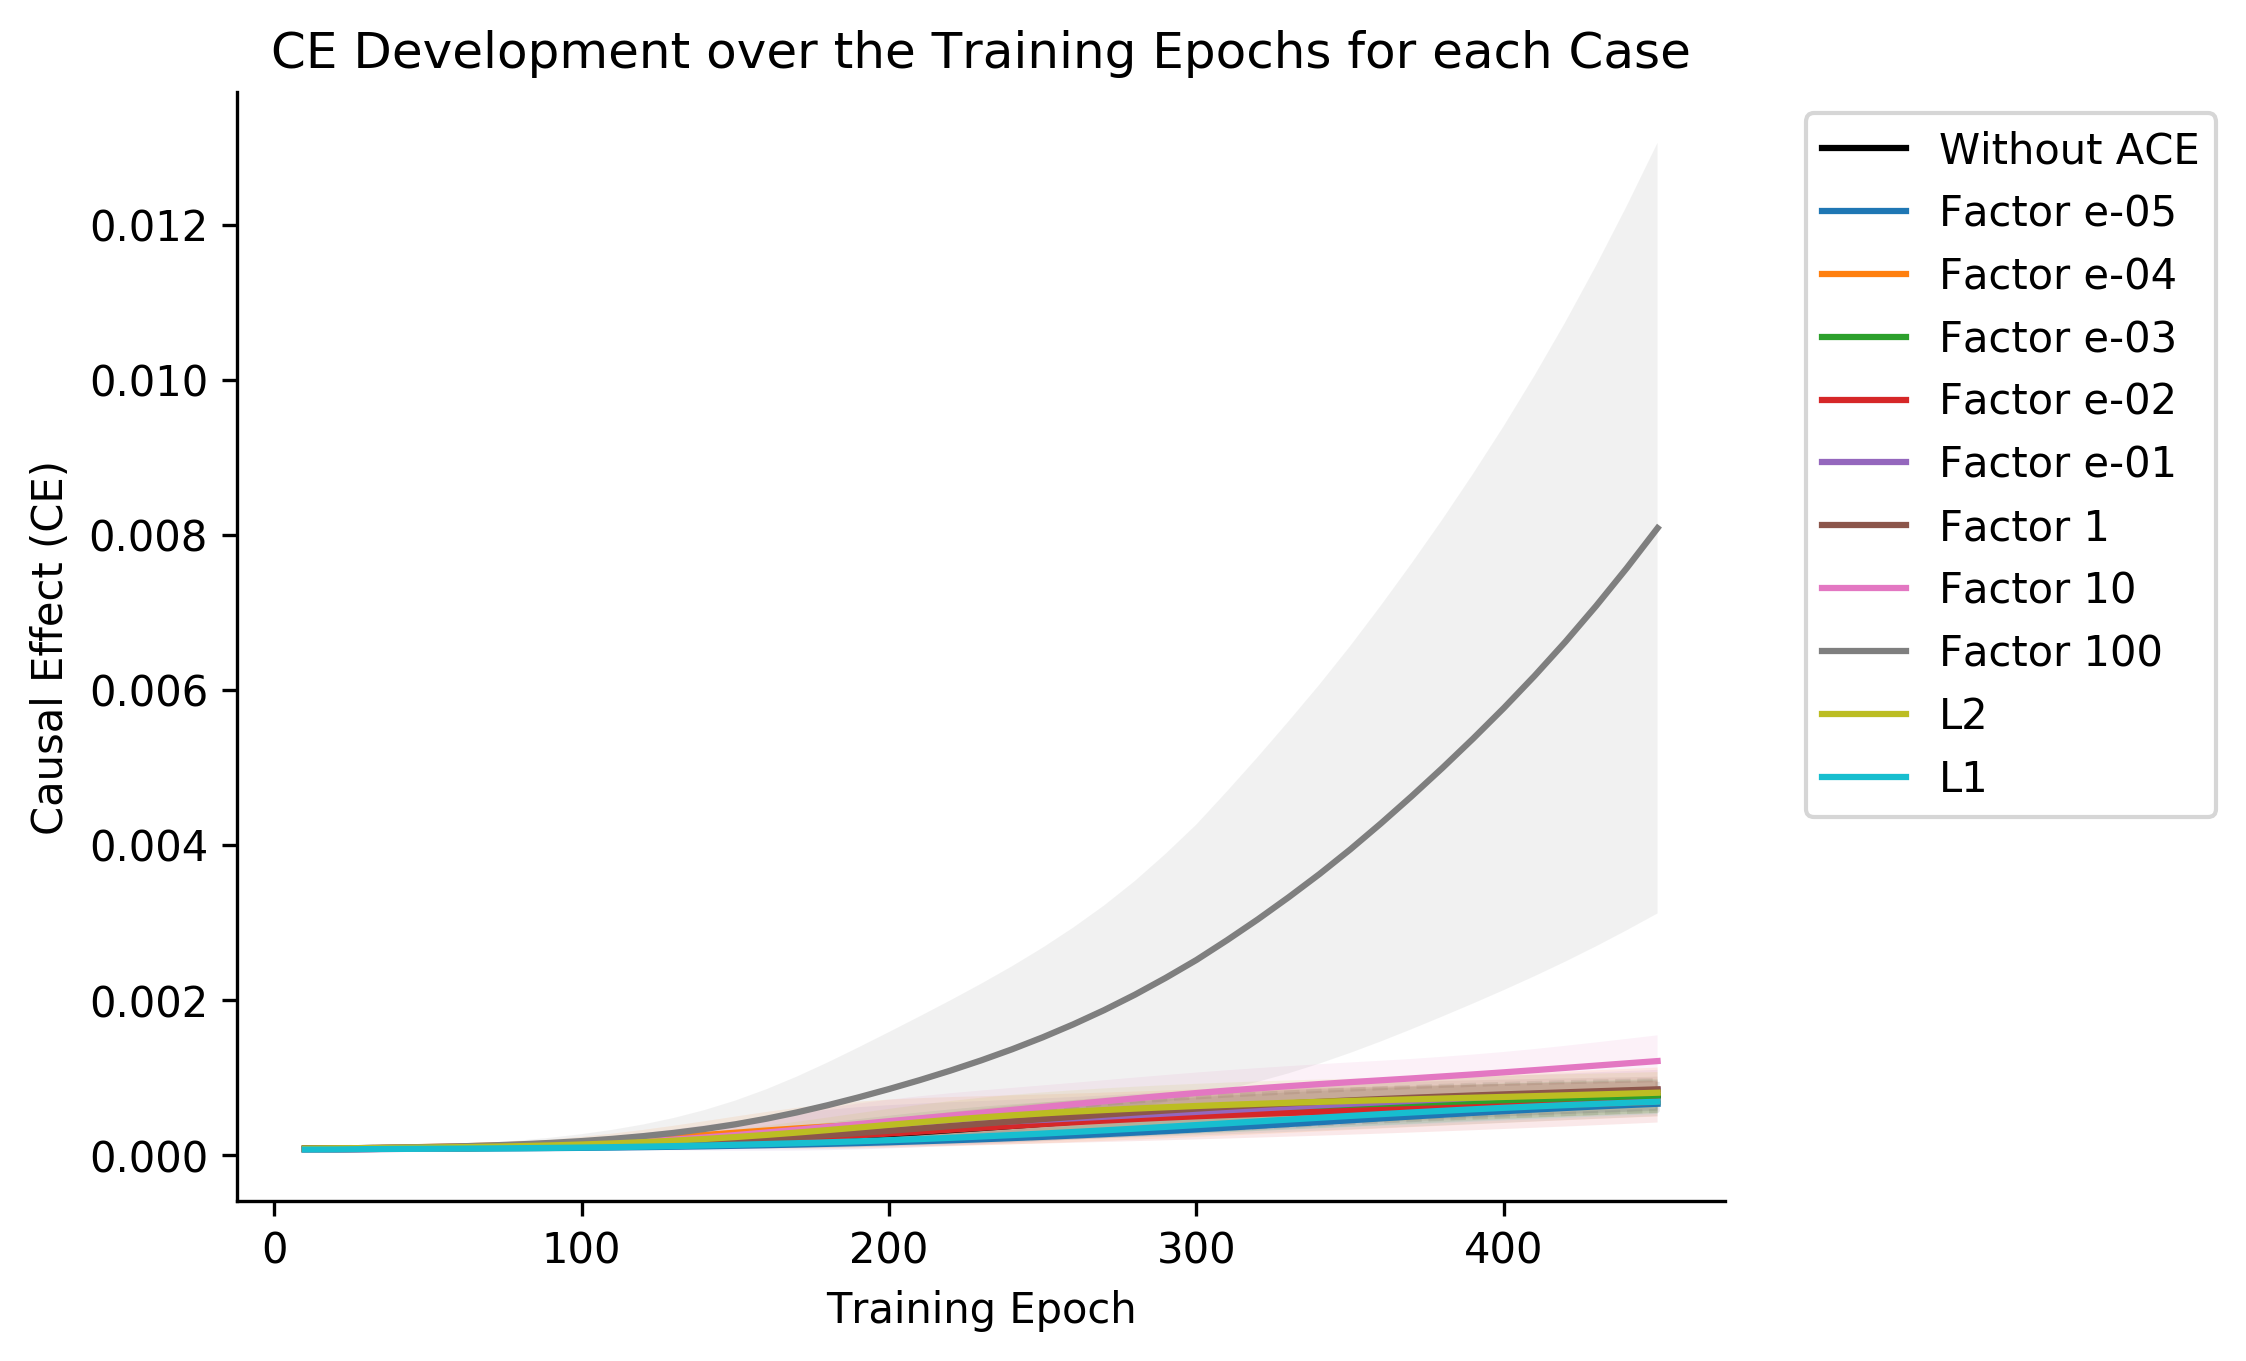 CE Development over the Training Epochs for each Case
Causal Effect (CE)
0.012
0.010
0.008
0.006
0.004
0.002
0.000
0 100 200 300 400
Training Epoch
Without ACE
Factor e-05
Factor e-04
Factor e-03
Factor e-02
Factor e-01
Factor 1
Factor 10
Factor 100
L2
L1